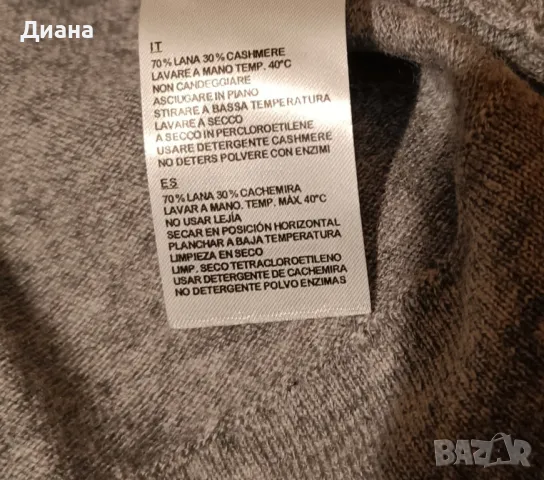 Диана
IT
70% LANA 30% CASHMERE
LAVARE A MANO TEMP. 40°C
NON CANDEGGIARE
ASCIUGARE IN PIANO
STIRARE A BASSA TEMPERATURA
LAVARE A SECCO
A SECCO IN PERCLOROETILENE
USARE DETERGENTE CASHMERE
NO DETERS POLVERE CON ENZIMI
ES
70% LANA 30% CACHEMIRA
LAVAR A MANO. TEMP. MÁX. 40°C
NO USAR LEJÍA
SECAR EN POSICIÓN HORIZONTAL
PLANCHAR A BAJA TEMPERATURA
LIMPIEZA EN SECO
LIMP. SECO TETRACLOROETILENO
USAR DETERGENTE DE CACHEMIRA
NO DETERGENTE POLVO ENZIMAS
BAZAR